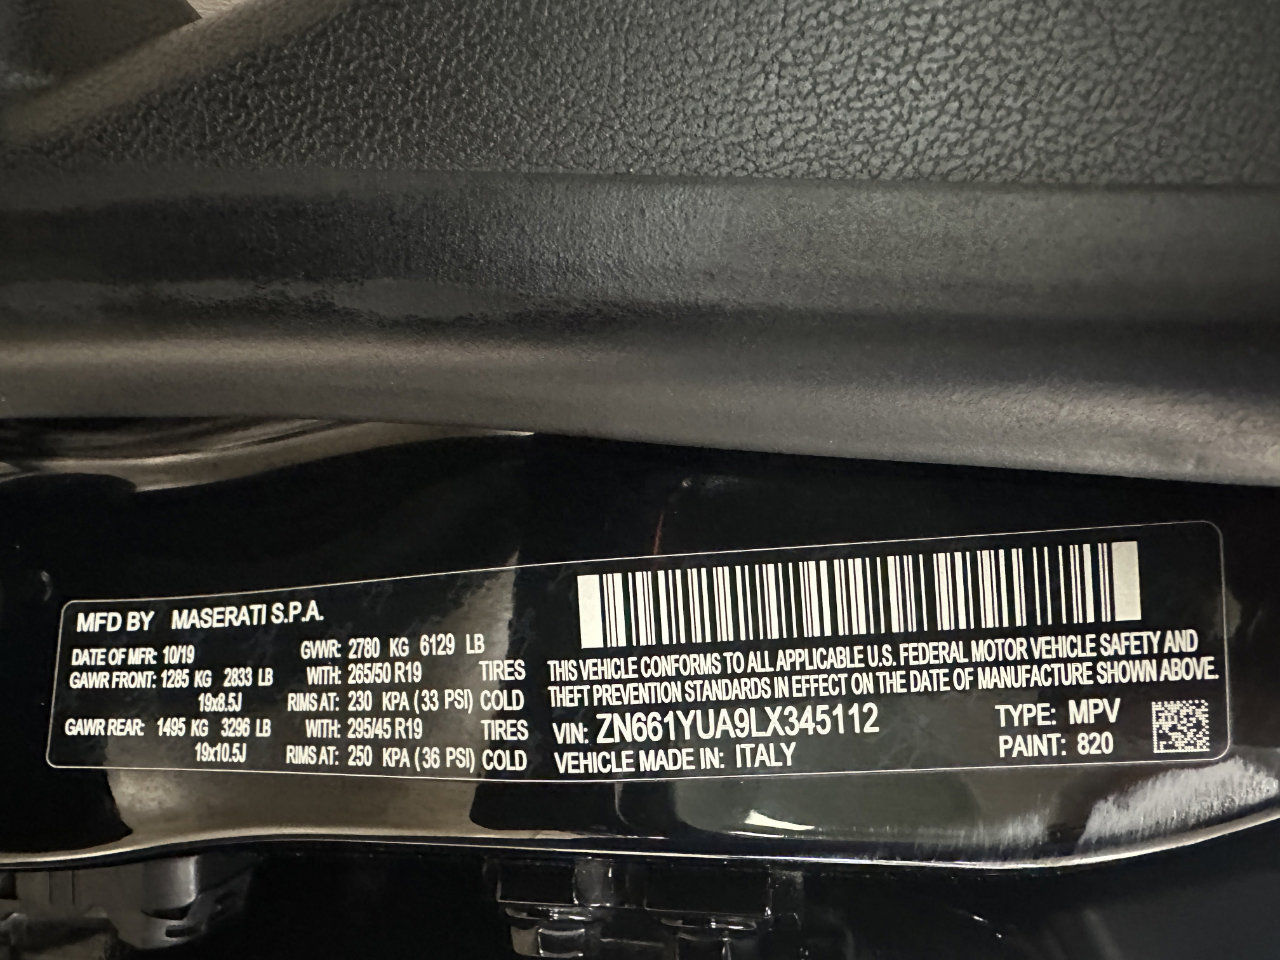 MFD BY MASERATI S.P.A.
DATE OF MFR: 10/19 GVWR: 2780 KG 6129 LB
GAWR FRONT: 1285 KG 2833 LB WITH: 265/50 R19 TIRES
19x8.5J RIMS AT: 230 KPA (33 PSI) COLD
GAWR REAR: 1495 KG 3296 LB WITH: 295/45 R19 TIRES
19x10.5J RIMS AT: 250 KPA (36 PSI) COLD
THIS VEHICLE CONFORMS TO ALL APPLICABLE U.S. FEDERAL MOTOR VEHICLE SAFETY AND
THEFT PREVENTION STANDARDS IN EFFECT ON THE DATE OF MANUFACTURE SHOWN ABOVE.
VIN: ZN661YUA9LX345112 TYPE: MPV
VEHICLE MADE IN: ITALY PAINT: 820